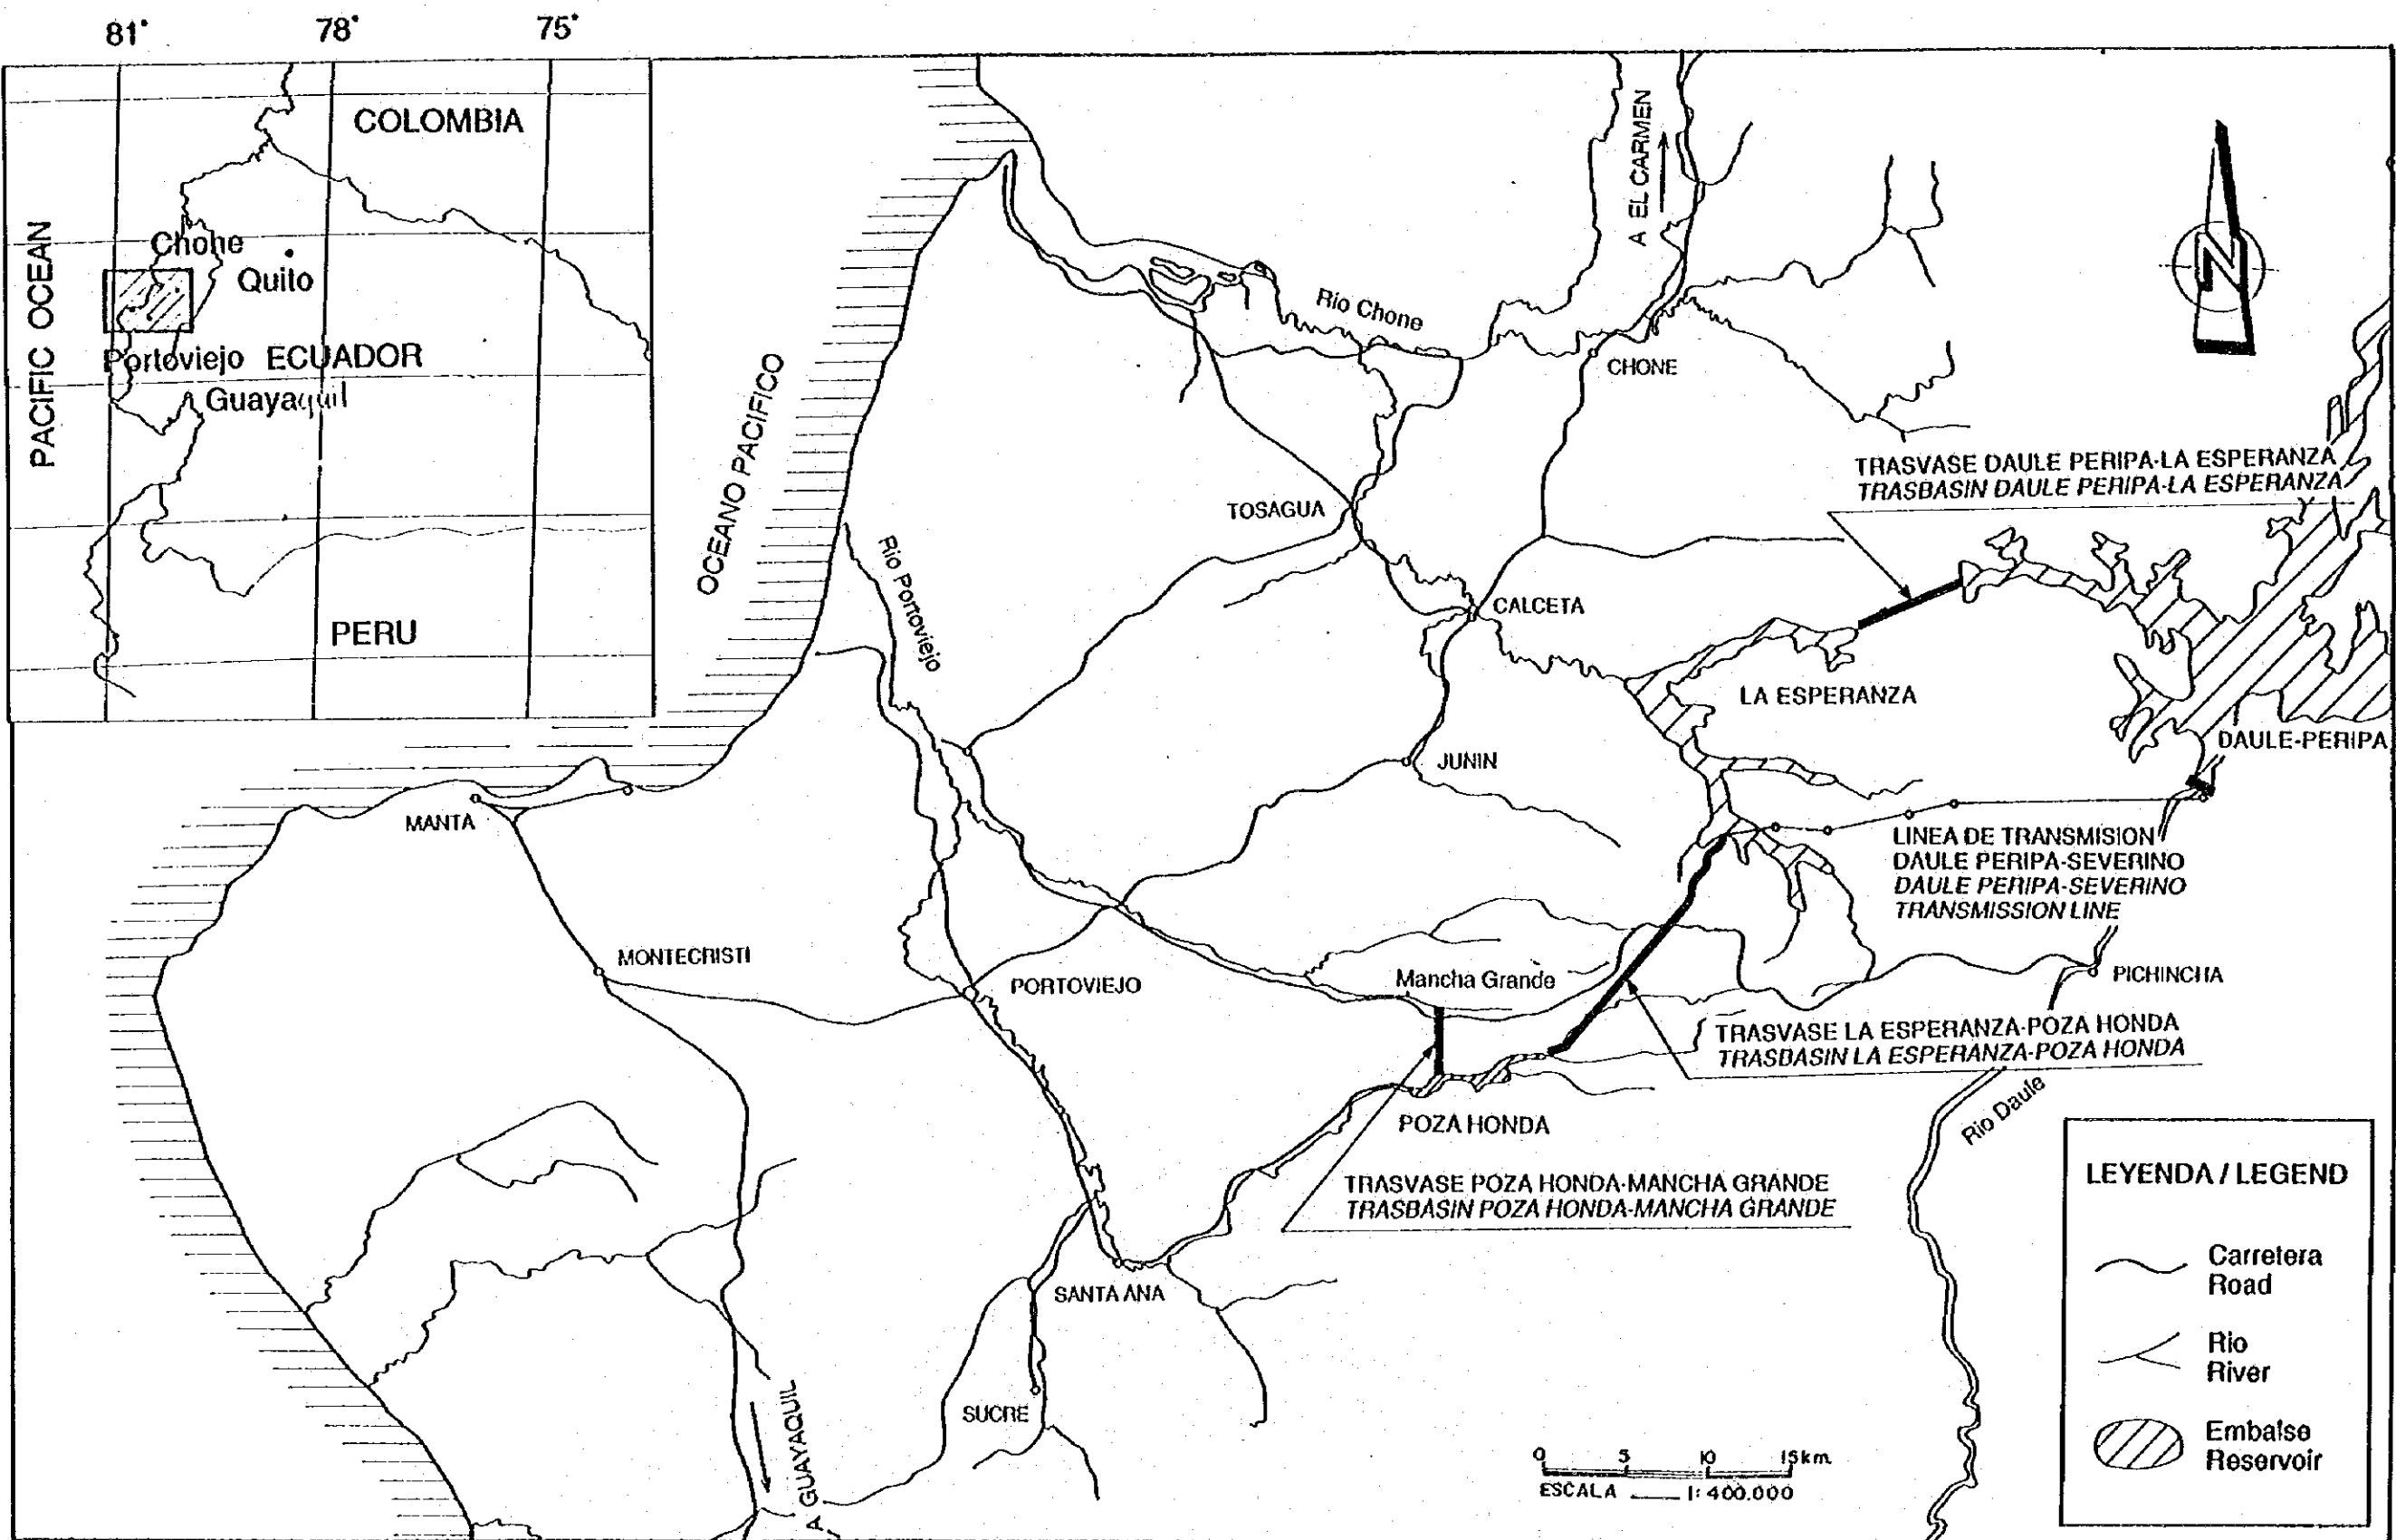 81° 78° 75°
COLOMBIA
PACIFIC OCEAN
Chone
Quito
Portoviejo ECUADOR
Guayaquil
PERU
OCEANO PACIFICO
A EL CARMEN
N
Río Chone
CHONE
TRASVASE DAULE PERIPA-LA ESPERANZA
TRASBASIN DAULE PERIPA-LA ESPERANZA
TOSAGUA
Rio Portoviejo
CALCETA
LA ESPERANZA
DAULE-PERIPA
JUNIN
MANTA
LINEA DE TRANSMISION
DAULE PERIPA-SEVERINO
DAULE PERIPA-SEVERINO
TRANSMISSION LINE
MONTECRISTI
PORTOVIEJO
Mancha Grande
PICHINCHA
TRASVASE LA ESPERANZA-POZA HONDA
TRASBASIN LA ESPERANZA-POZA HONDA
POZA HONDA
Rio Daule
TRASVASE POZA HONDA-MANCHA GRANDE
TRASBASIN POZA HONDA-MANCHA GRANDE
SANTA ANA
SUCRE
A GUAYAQUIL
0 5 10 15km
ESCALA 1:400.000
LEYENDA / LEGEND
Carretera
Road
Rio
River
Embalse
Reservoir